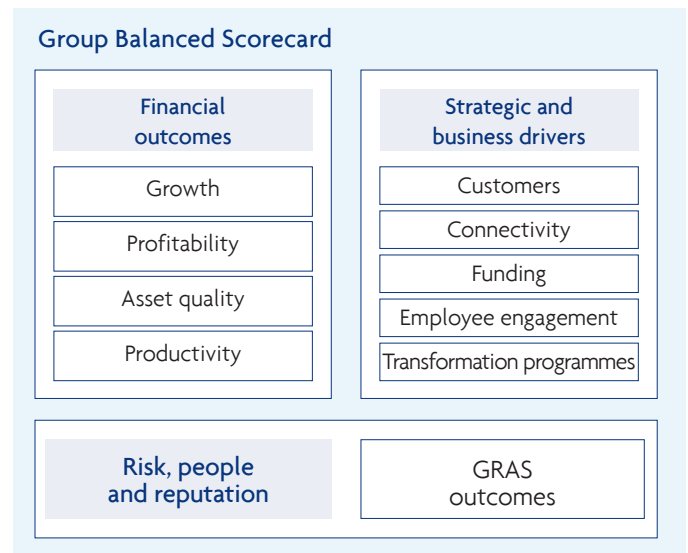 Group Balanced Scorecard
Financial
outcomes
Growth
Profitability
Asset quality
Productivity
Strategic and
business drivers
Customers
Connectivity
Funding
Employee engagement
Transformation programmes
Risk, people
and reputation
GRAS
outcomes